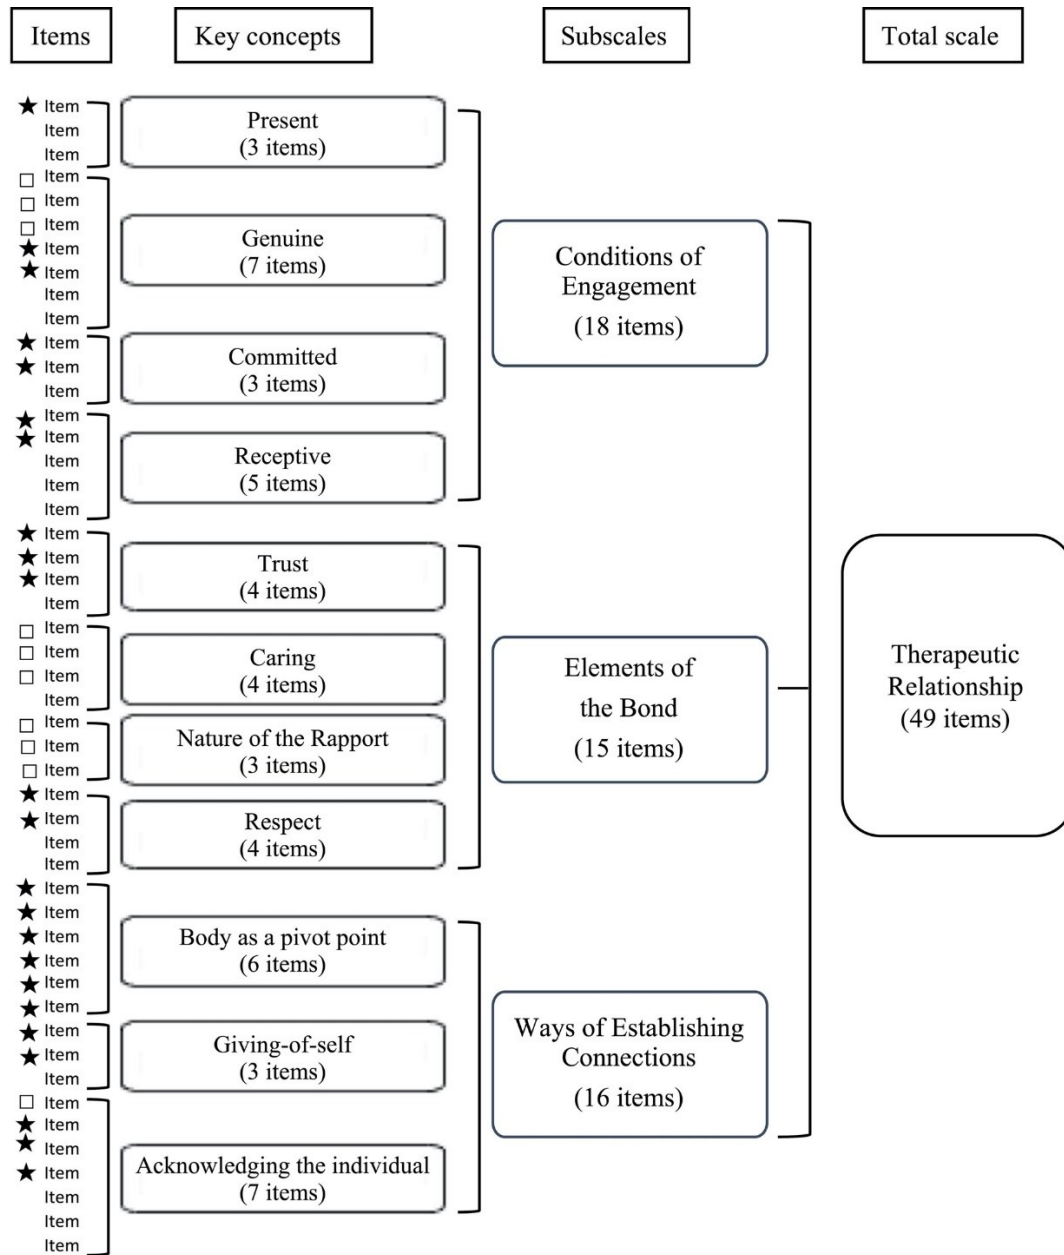 Items
Key concepts
Subscales
Total scale
★ Item
Item
Item
Present
(3 items)
□ Item
□ Item
□ Item
★ Item
★ Item
Item
Item
Genuine
(7 items)
★ Item
★ Item
Item
Committed
(3 items)
★ Item
★ Item
Item
Item
Item
Receptive
(5 items)
Conditions of
Engagement
(18 items)
★ Item
★ Item
★ Item
Item
Trust
(4 items)
□ Item
□ Item
□ Item
Item
Caring
(4 items)
□ Item
□ Item
□ Item
Nature of the Rapport
(3 items)
★ Item
★ Item
Item
Item
Respect
(4 items)
Elements of
the Bond
(15 items)
★ Item
★ Item
★ Item
★ Item
★ Item
★ Item
Body as a pivot point
(6 items)
★ Item
★ Item
Item
Giving-of-self
(3 items)
□ Item
★ Item
★ Item
★ Item
Item
Item
Item
Acknowledging the individual
(7 items)
Ways of Establishing
Connections
(16 items)
Therapeutic
Relationship
(49 items)